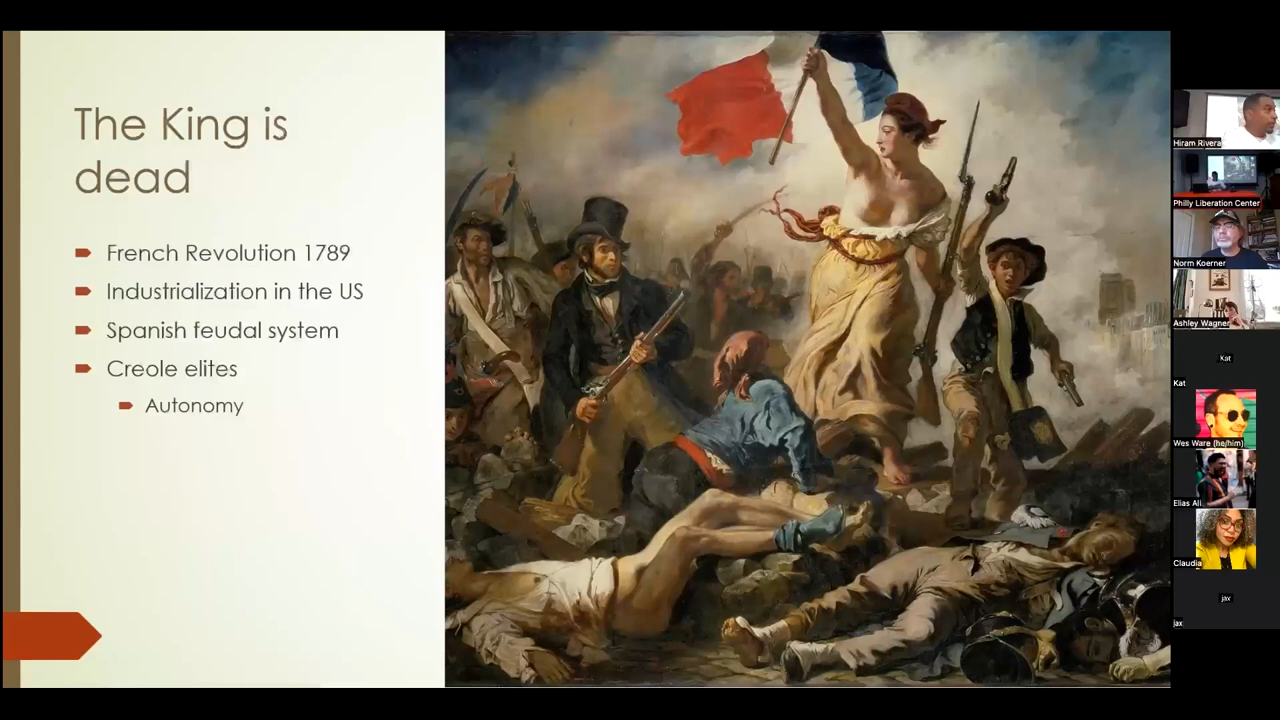 The King is
dead
French Revolution 1789
Industrialization in the US
Spanish feudal system
Creole elites
Autonomy
Hiram Rivera
Philly Liberation Center
Norm Koerner
Ashley Wagner
Kat
Kat
Wes Ware (he/him)
Elias Ali
Claudia
jax
jax